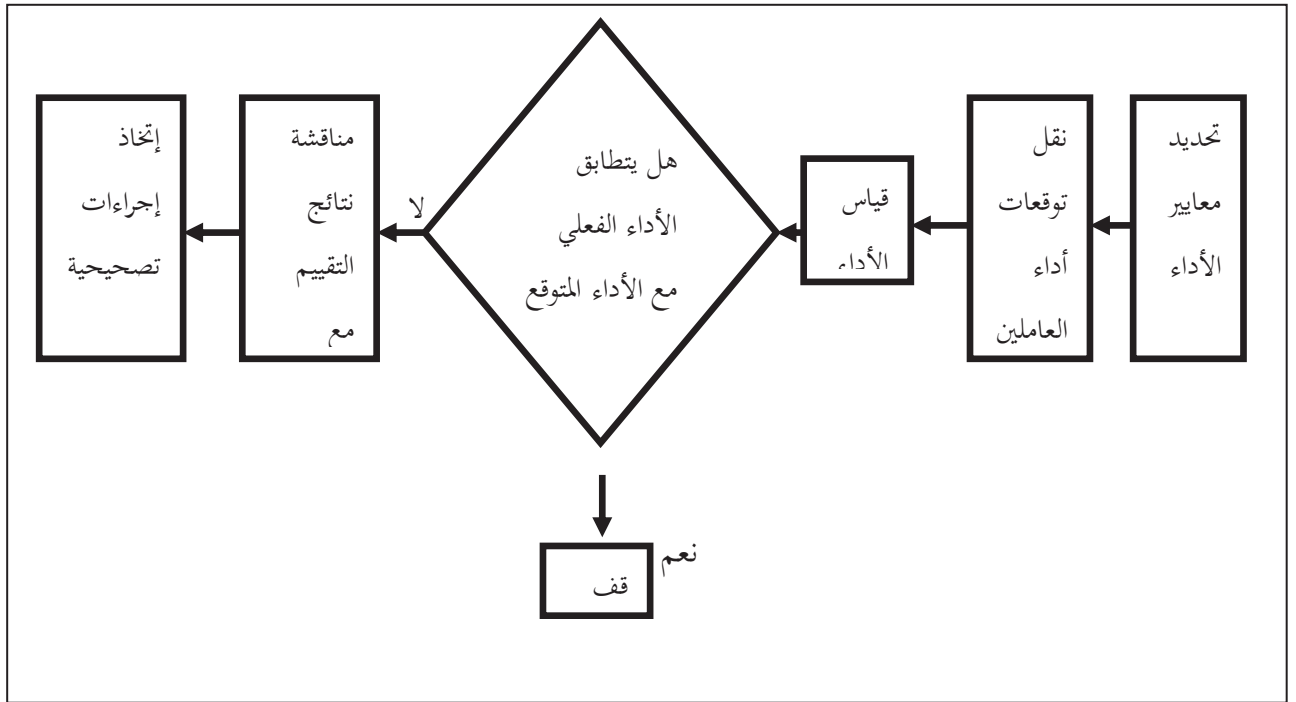 تحديد
معايير
الأداء
نقل
توقعات
أداء
العاملين
قياس
الأداء
هل يتطابق
الأداء الفعلي
مع الأداء المتوقع
لا
مناقشة
نتائج
التقييم
مع
إتخاذ
إجراءات
تصحيحية
نعم
قف